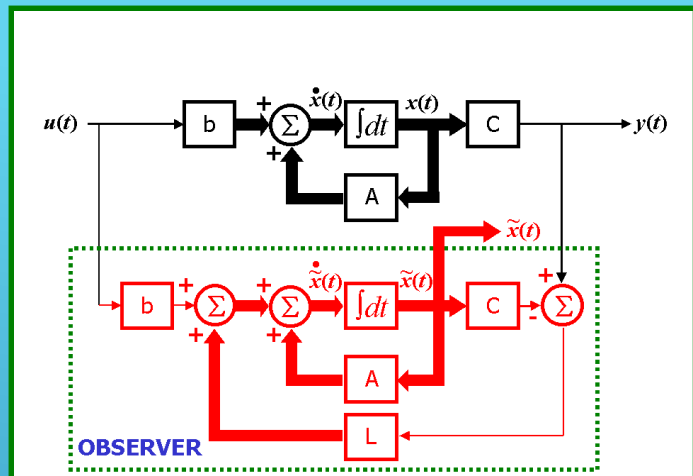 u(t) b + Σ + ẋ(t) ∫dt x(t) C y(t)
A
x̃(t)
b + Σ + + Σ + x̃̇(t) ∫dt x̃(t) C + - Σ
A
L
OBSERVER